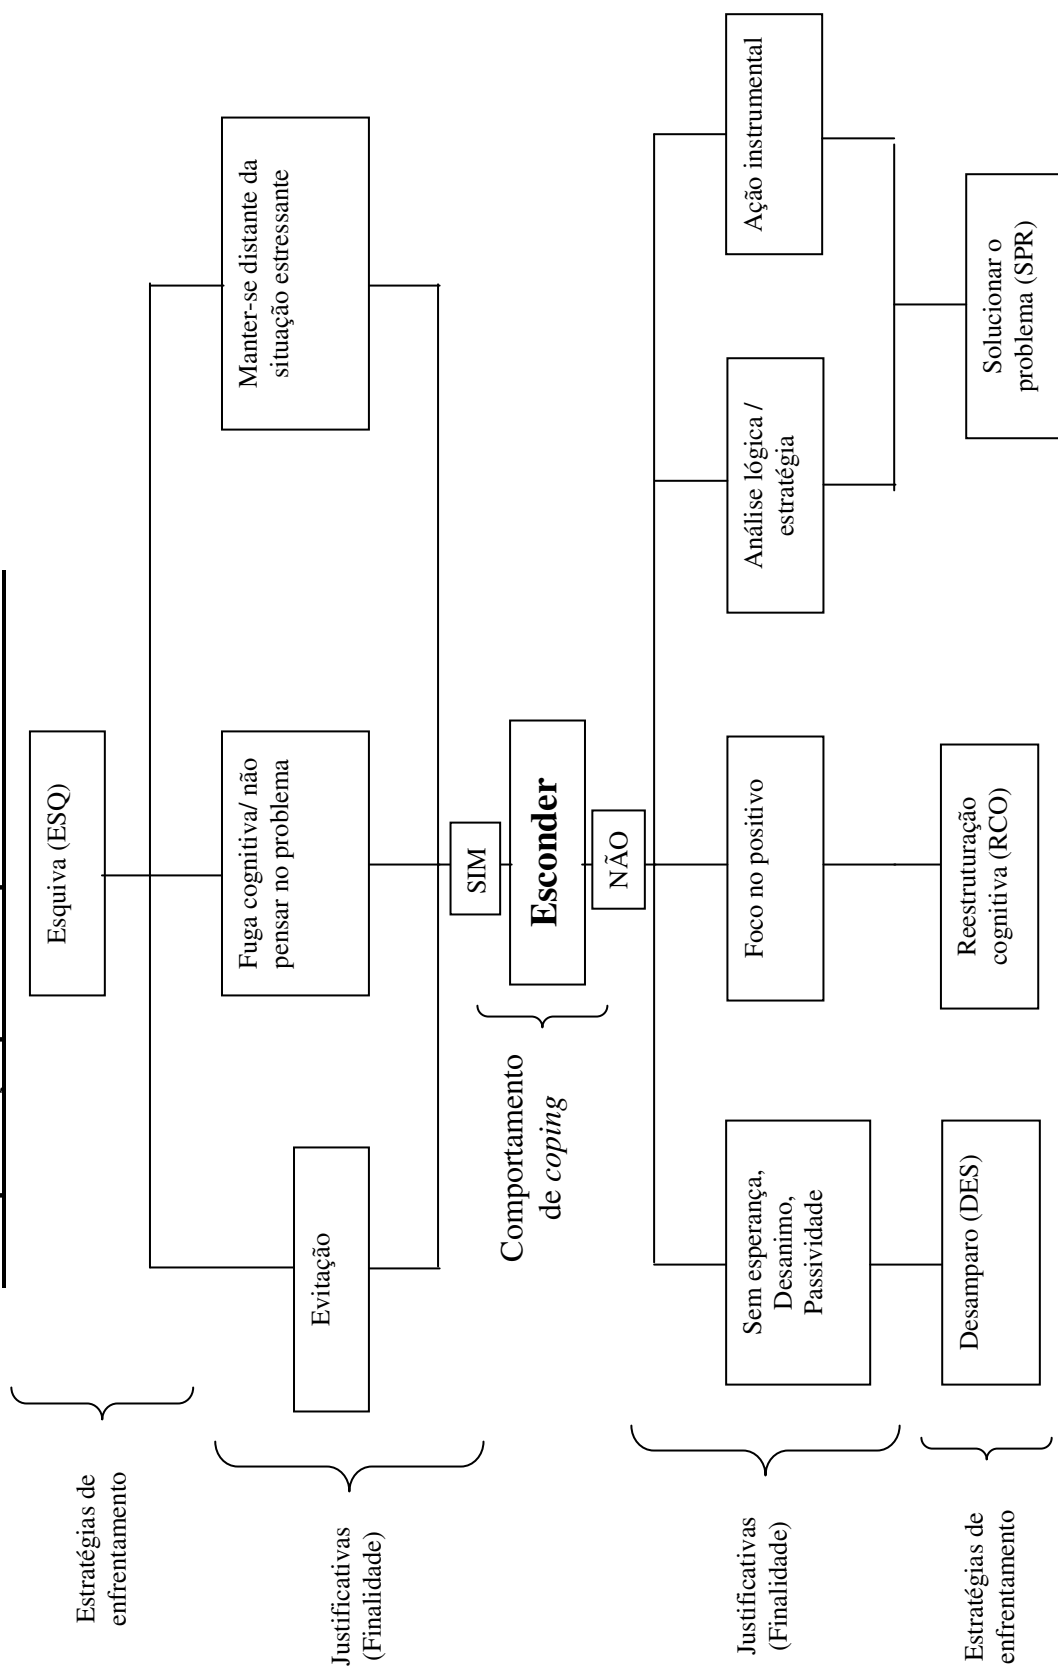 Estratégias de
enfrentamento
Esquiva (ESQ)
Justificativas
(Finalidade)
Evitação
Fuga cognitiva/ não
pensar no problema
Manter-se distante da
situação estressante
SIM
Comportamento
de coping
Esconder
NÃO
Justificativas
(Finalidade)
Sem esperança,
Desanimo,
Passividade
Foco no positivo
Análise lógica /
estratégia
Ação instrumental
Estratégias de
enfrentamento
Desamparo (DES)
Reestruturação
cognitiva (RCO)
Solucionar o
problema (SPR)